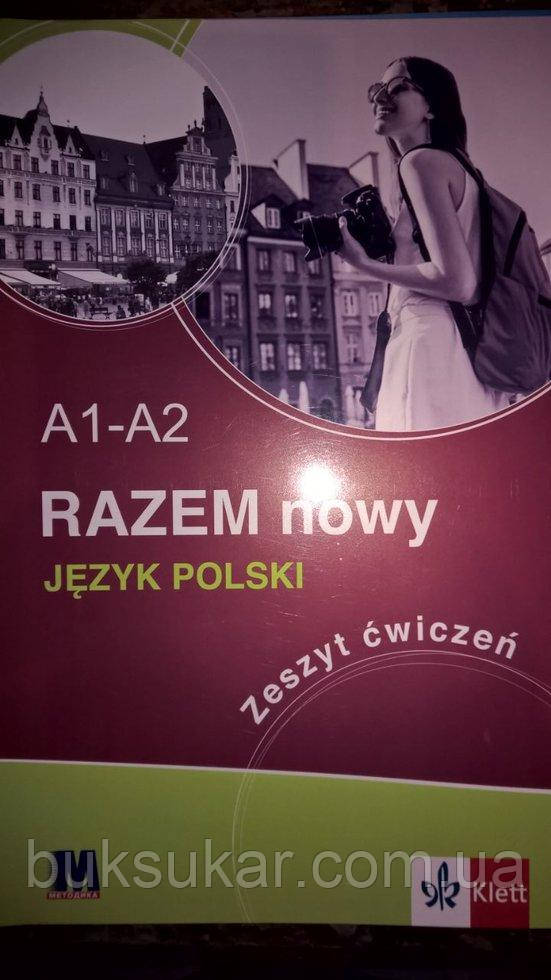 A1-A2
RAZEM nowy
JĘZYK POLSKI
Zeszyt ćwiczeń
buksukar.com.ua
М
МЕТОДИКА
Klett